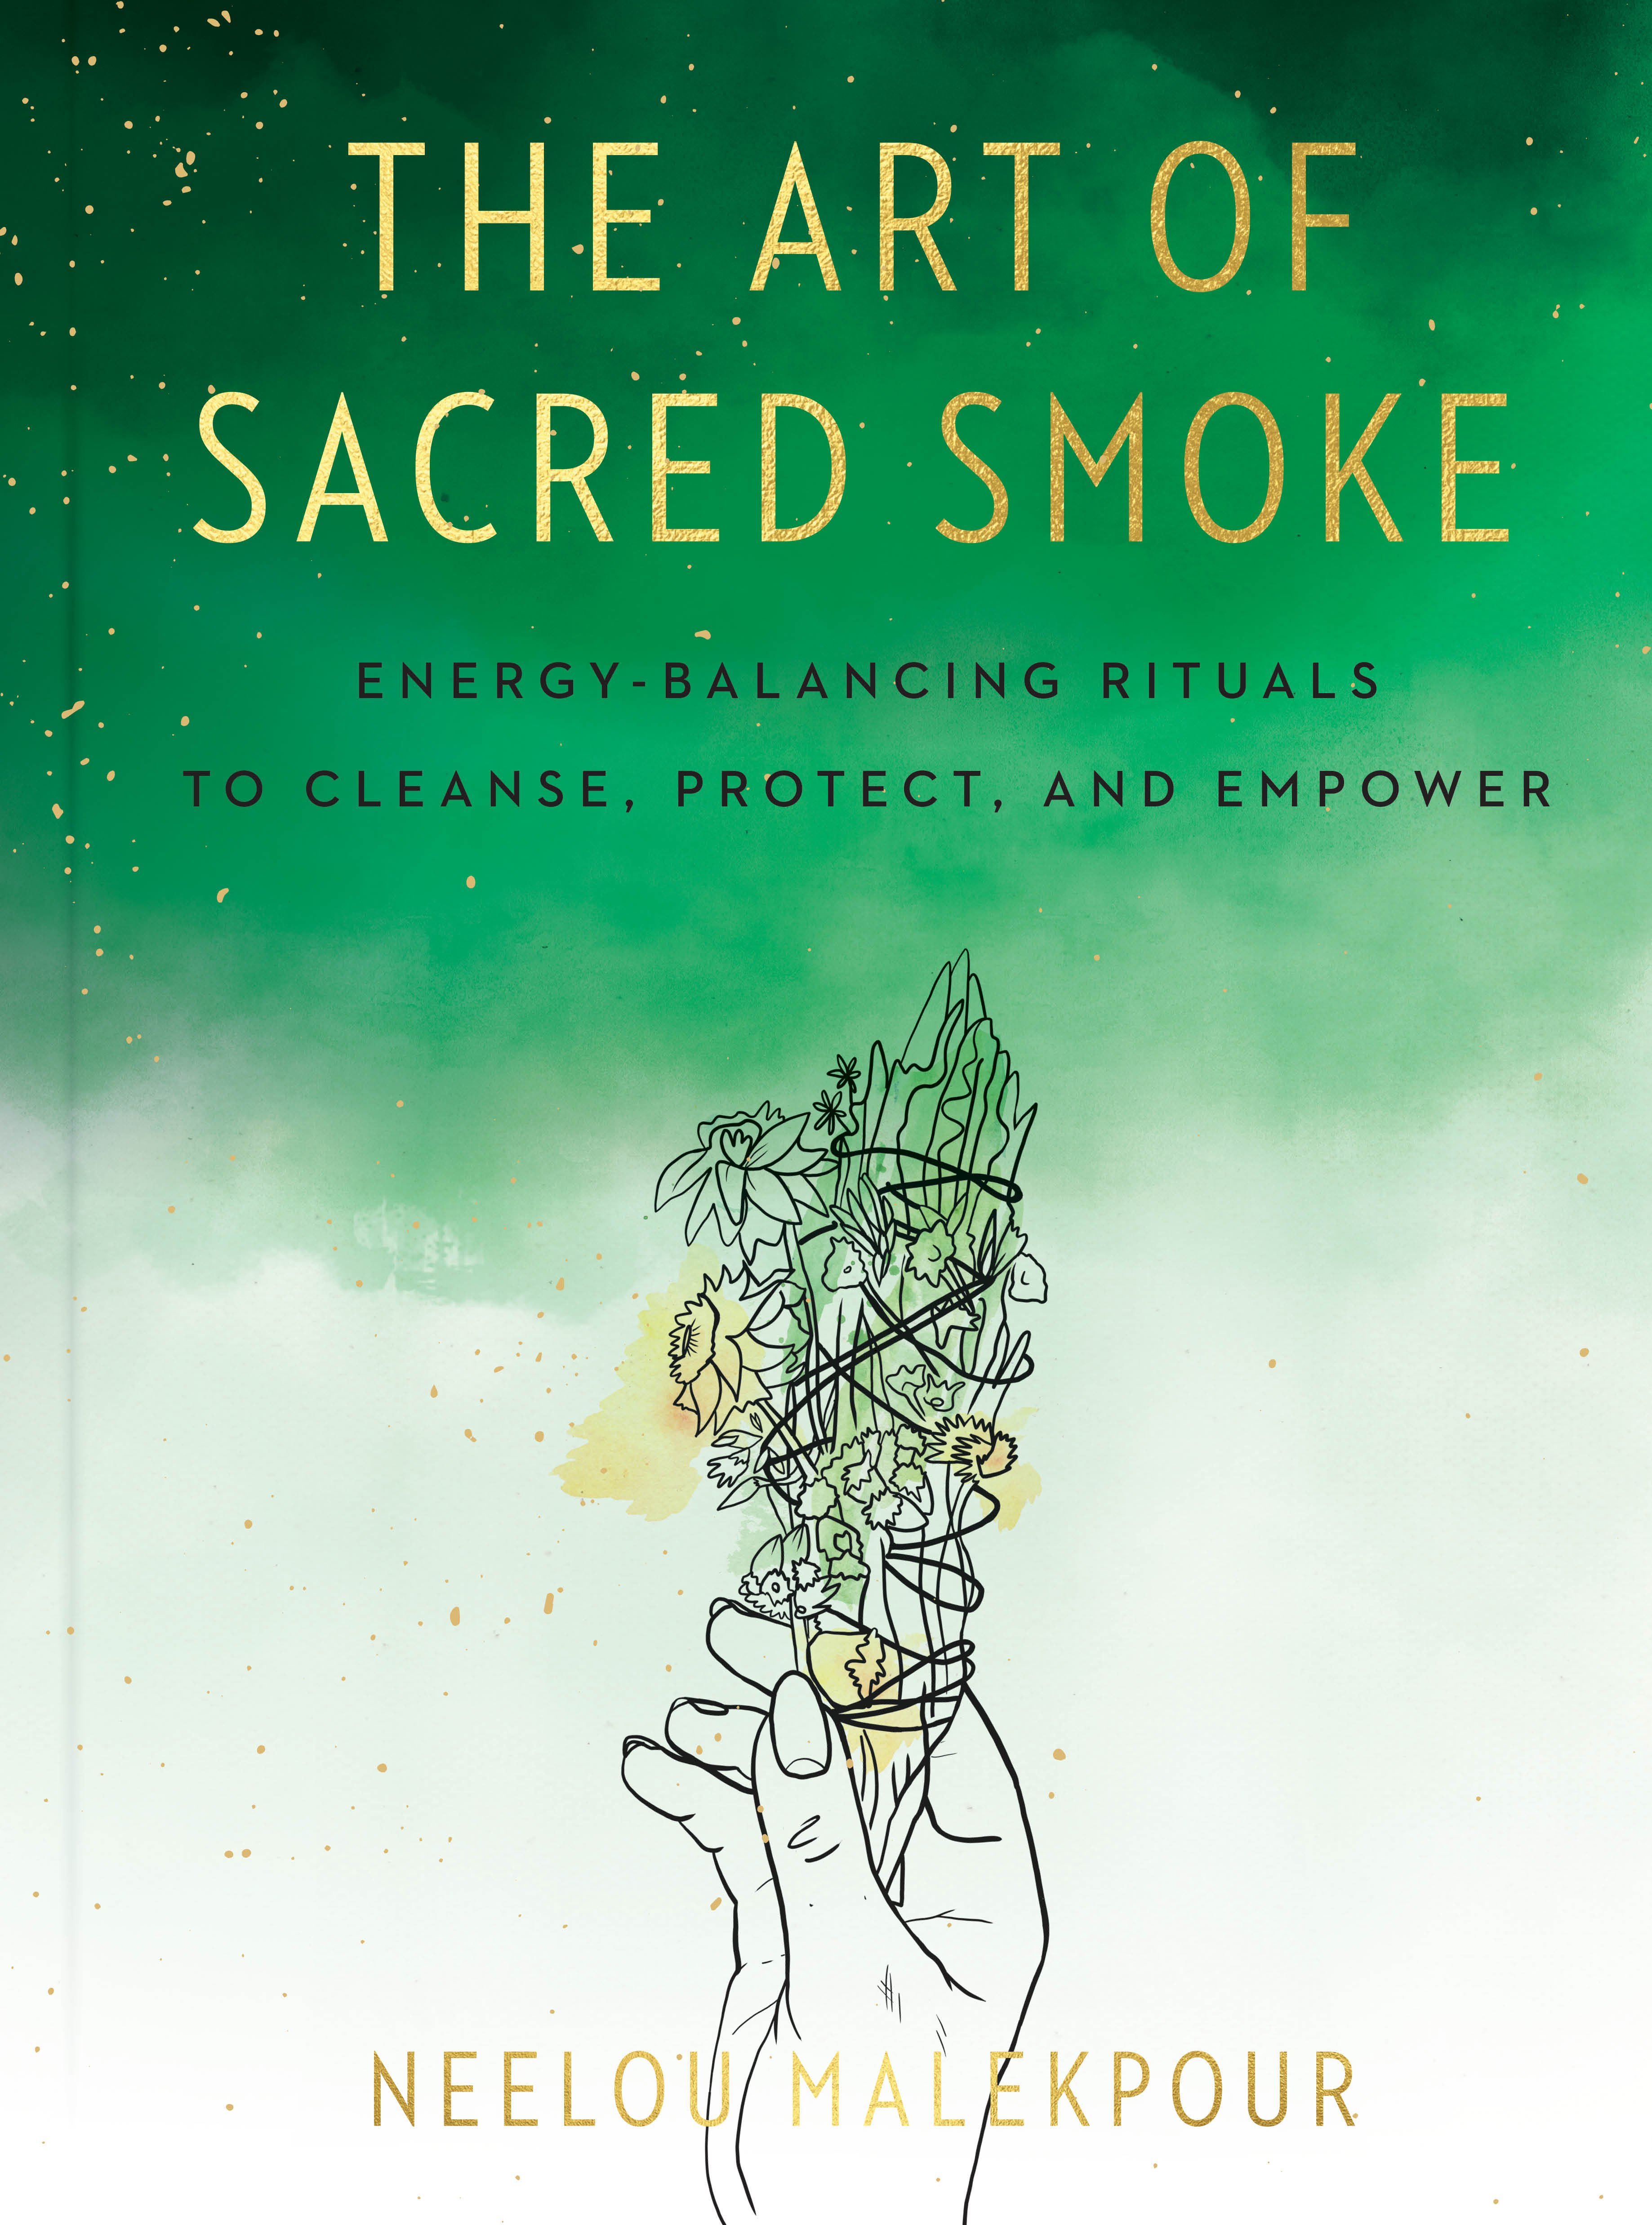 THE ART OF
SACRED SMOKE
ENERGY-BALANCING RITUALS
TO CLEANSE, PROTECT, AND EMPOWER
NEELOU MALEKPOUR